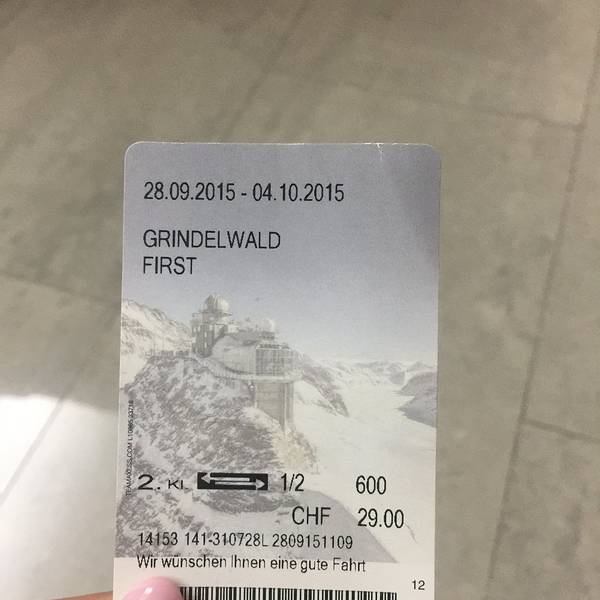 28.09.2015 - 04.10.2015
GRINDELWALD
FIRST
2. KL 1/2 600
CHF 29.00
14153 141-310728L 2809151109
Wir wünschen Ihnen eine gute Fahrt
12